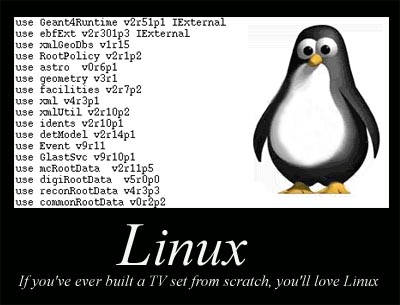 use Geant4Runtime v2r51p1 IExternal
use ebfExt v2r301p3 IExternal
use xmlGeoDbs v1r15
use RootPolicy v2r1p2
use astro  v0r6p1
use geometry v3r1
use facilities v2r7p2
use xml v4r3p1
use xmlUtil v2r10p2
use idents v2r10p1
use detModel v2r14p1
use Event v9r11
use GlastSvc v9r10p1
use mcRootData  v2r11p5
use digiRootData  v5r0p0
use reconRootData v4r3p3
use commonRootData v0r2p2
Linux
If you've ever built a TV set from scratch, you'll love Linux